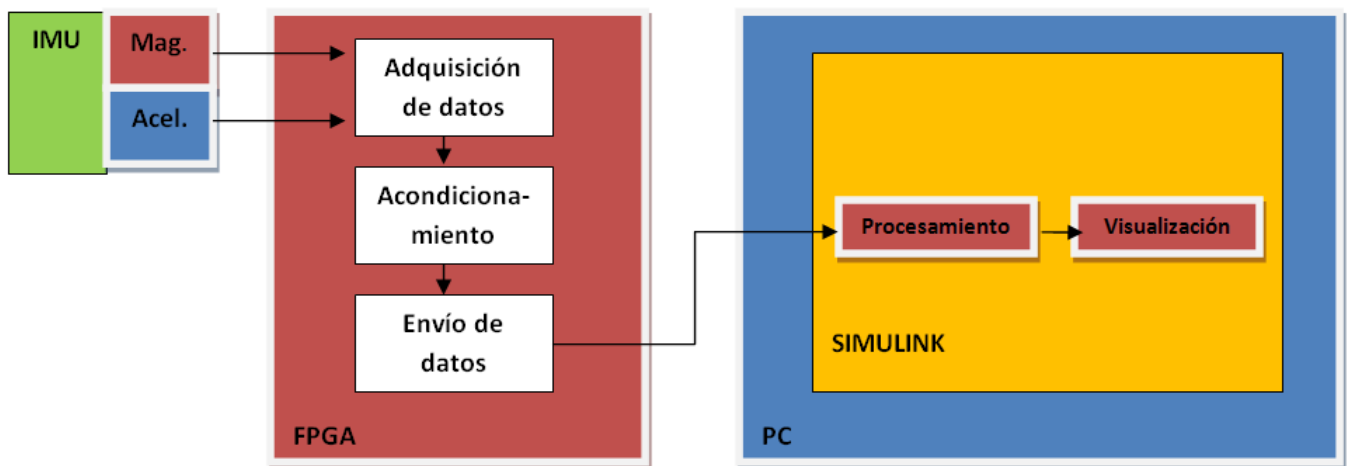 IMU
Mag.
Acel.
Adquisición
de datos
Acondiciona-
miento
Envío de
datos
FPGA
Procesamiento
Visualización
SIMULINK
PC